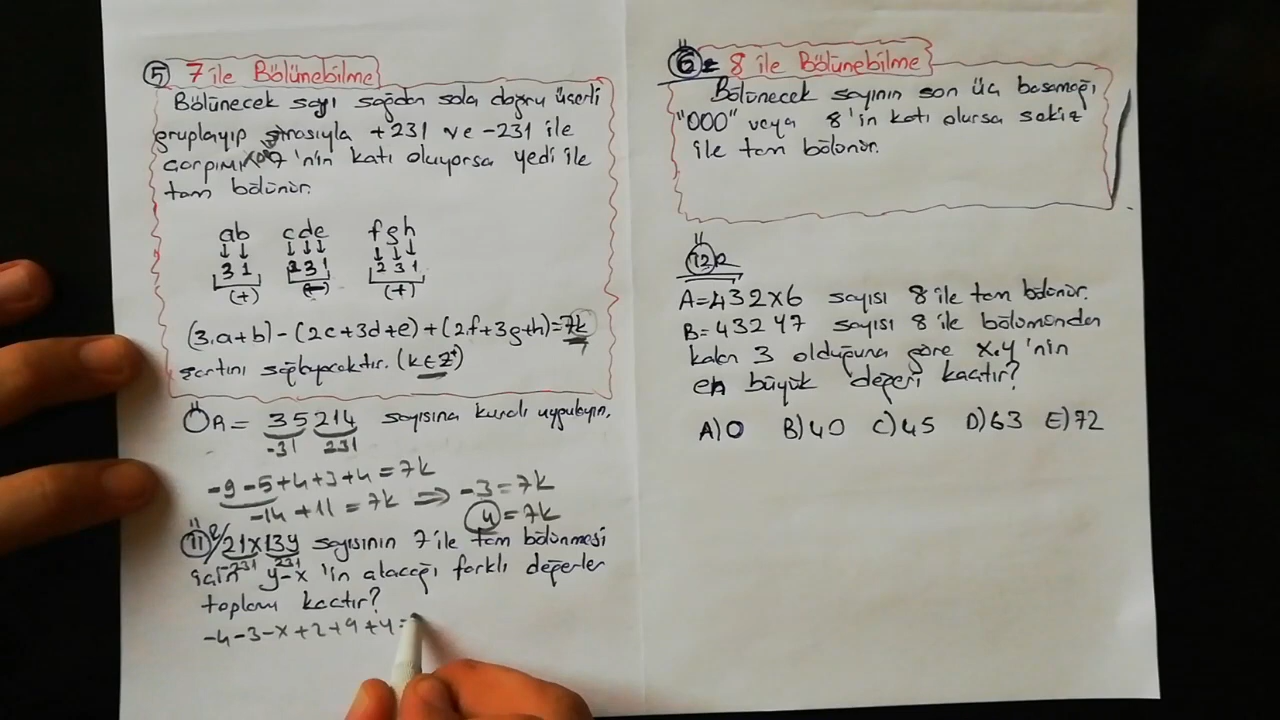 5 7 ile Bölünebilme
Bölünecek sayı sağdan sola doğru üçerli
gruplayıp sırasıyla +231 ve -231 ile
çarpımı 7'nin katı oluyorsa yedi ile
tam bölünür.
ab cde fgh
31 231 231
(+) (-) (+)
(3.a+b)-(2c+3d+e)+(2f+3g+h)=7k
şartını sağlayacaktır. (k∈Z⁺)
Ö A= 35214 sayısına kuralı uygulayın.
-31 231
-9-5+4+3+4=7k
-14+11=7k ⇒ -3=7k
4=7k
Ö 11 21x13y sayısının 7 ile tam bölünmesi
-231 231
için y-x 'in alacağı farklı değerler
toplamı kaçtır?
-4-3-x+2+9+y=
6 8 ile Bölünebilme
Bölünecek sayının son üç basamağı
"000" veya 8'in katı olursa sekiz
ile tam bölünür.
Ö 12
A=432x6 sayısı 8 ile tam bölünür.
B=4324y sayısı 8 ile bölümünden
kalan 3 olduğuna göre x.y'nin
en büyük değeri kaçtır?
A)0 B)40 C)45 D)63 E)72